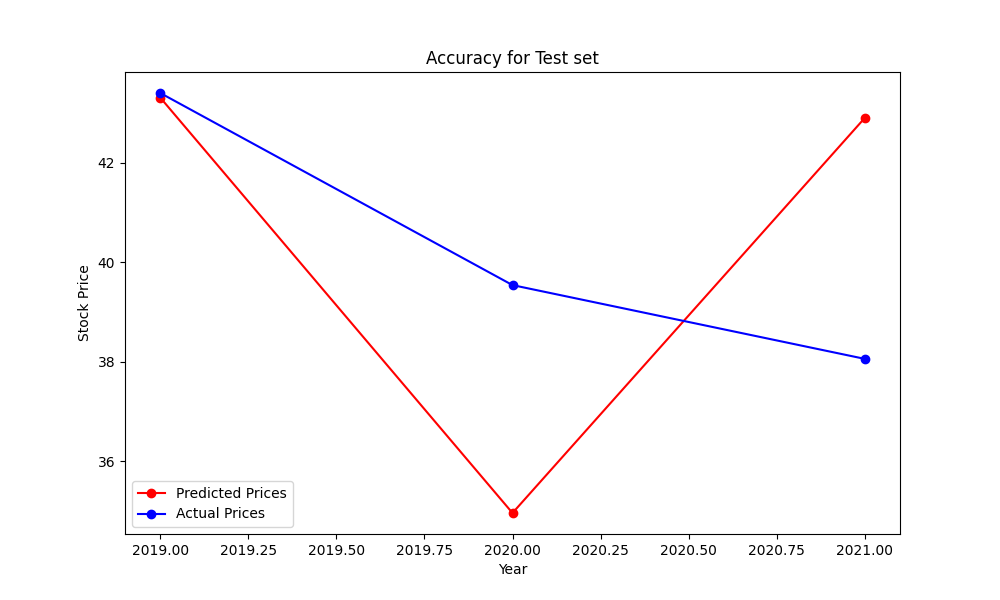 Accuracy for Test set
Stock Price
42
40
38
36
Predicted Prices
Actual Prices
2019.00 2019.25 2019.50 2019.75 2020.00 2020.25 2020.50 2020.75 2021.00
Year